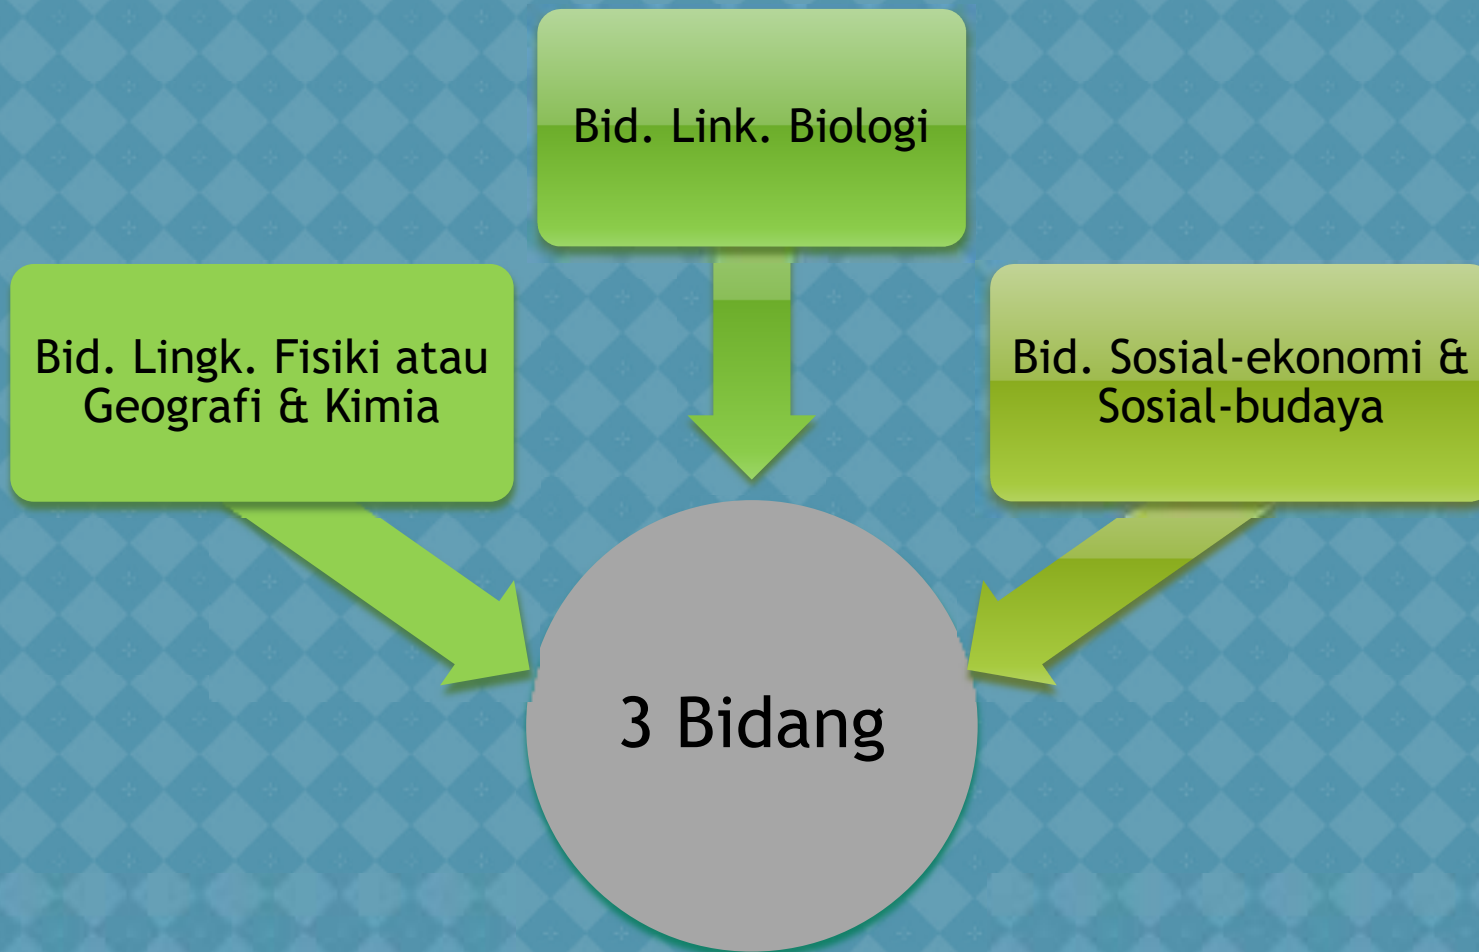 Bid. Link. Biologi
Bid. Lingk. Fisiki atau
Geografi & Kimia
Bid. Sosial-ekonomi &
Sosial-budaya
3 Bidang